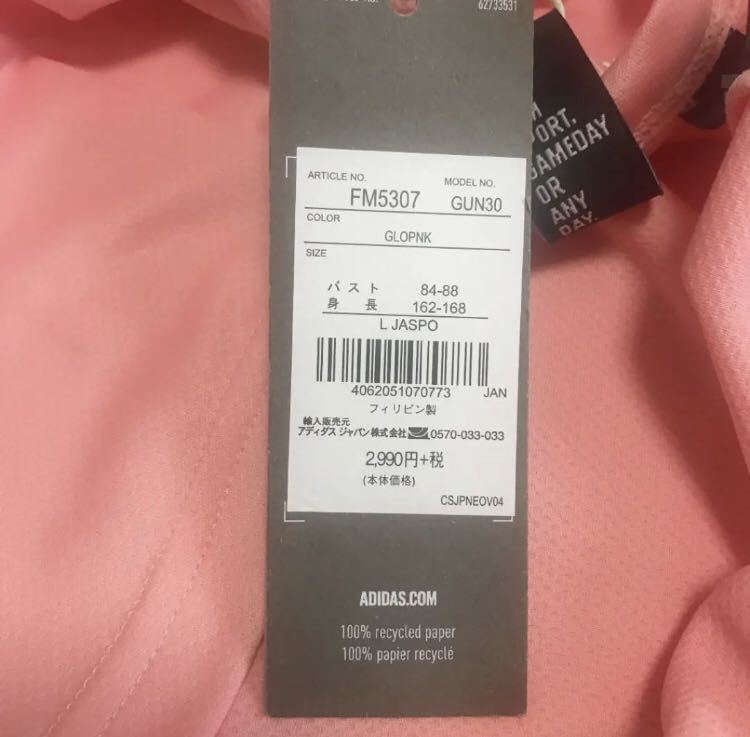 62733531
ARTICLE NO. MODEL NO.
FM5307 GUN30
COLOR
GLOPNK
SIZE
バスト 84-88
身長 162-168
L JASPO
4062051070773 JAN
フィリピン製
輸入販売元
アディダス ジャパン株式会社 0570-033-033
2,990円+税
(本体価格)
CSJPNEOV04
ADIDAS.COM
100% recycled paper
100% papier recyclé
GAMEDAY
OR
ANY
DAY.